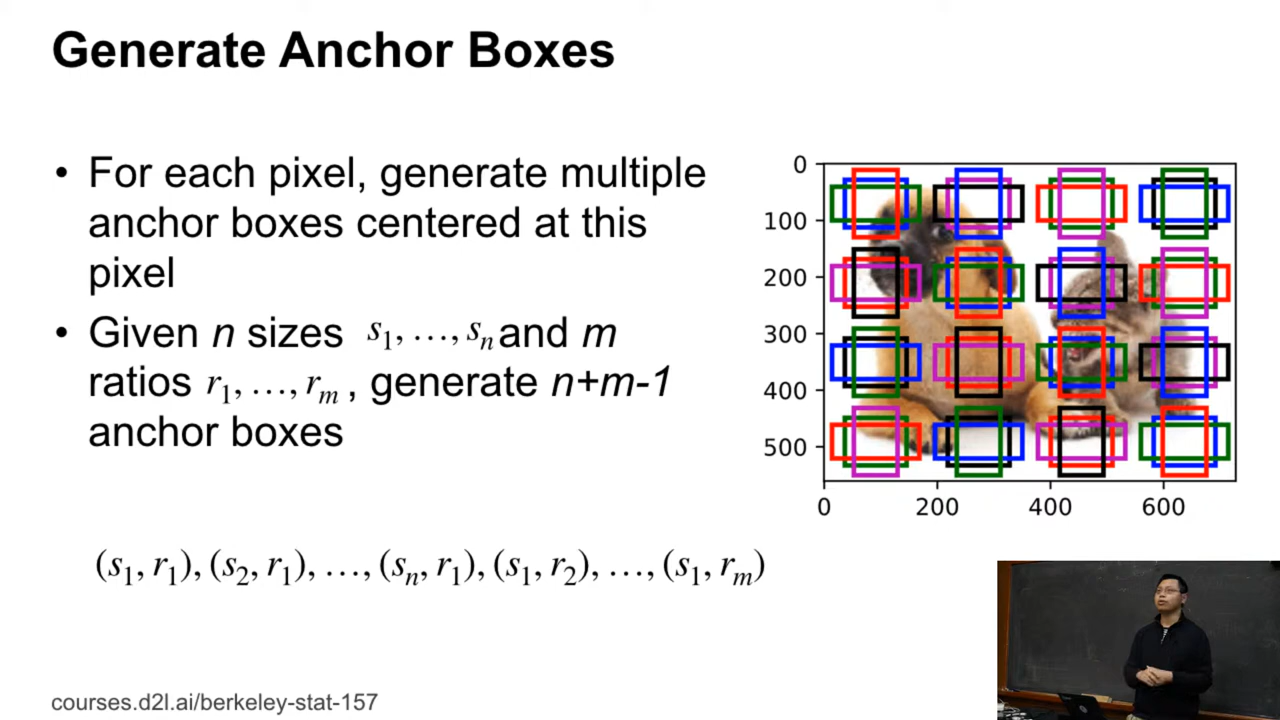 Generate Anchor Boxes
• For each pixel, generate multiple
anchor boxes centered at this
pixel
• Given n sizes s₁, …, sₙ and m
ratios r₁, …, rₘ , generate n+m-1
anchor boxes
(s₁, r₁), (s₂, r₁), …, (sₙ, r₁), (s₁, r₂), …, (s₁, rₘ)
0
100
200
300
400
500
0 200 400 600
courses.d2l.ai/berkeley-stat-157